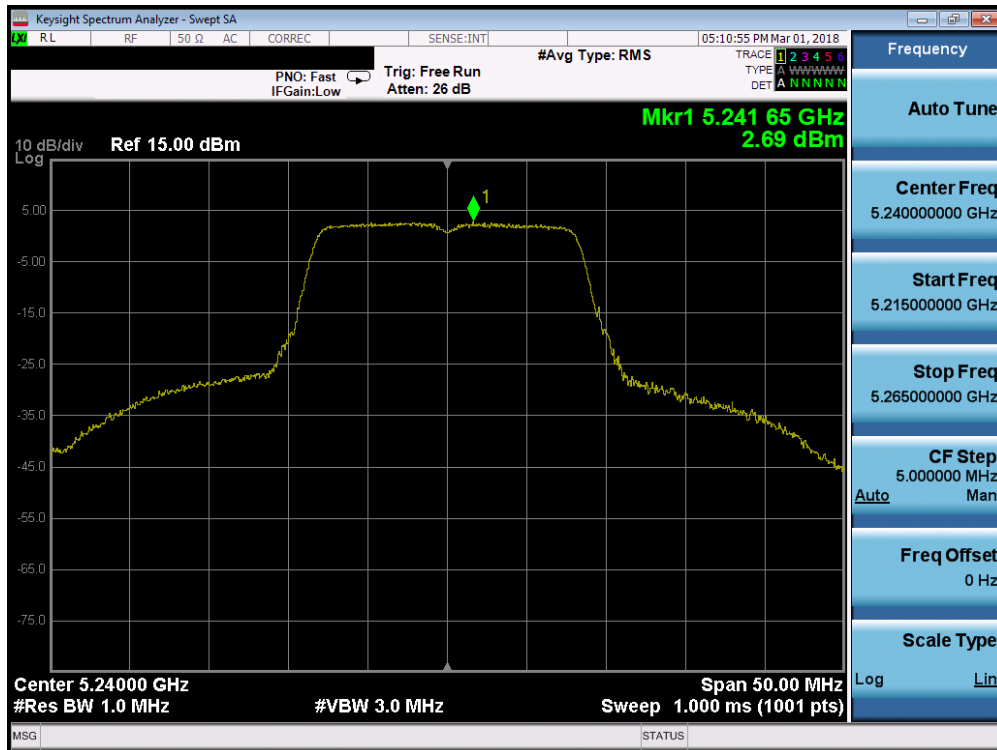 Keysight Spectrum Analyzer - Swept SA
LXI RL RF 50 Ω AC CORREC SENSE:INT 05:10:55 PM Mar 01, 2018
#Avg Type: RMS
TRACE 1 2 3 4 5 6
PNO: Fast Trig: Free Run TYPE A WWWWW
IFGain:Low Atten: 26 dB DET A N N N N N
Mkr1 5.241 65 GHz
2.69 dBm
10 dB/div Ref 15.00 dBm
Log
1
5.00
-5.00
-15.0
-25.0
-35.0
-45.0
-55.0
-65.0
-75.0
Center 5.24000 GHz Span 50.00 MHz
#Res BW 1.0 MHz #VBW 3.0 MHz Sweep 1.000 ms (1001 pts)
MSG STATUS
Frequency
Auto Tune
Center Freq
5.240000000 GHz
Start Freq
5.215000000 GHz
Stop Freq
5.265000000 GHz
CF Step
5.000000 MHz
Auto Man
Freq Offset
0 Hz
Scale Type
Log Lin